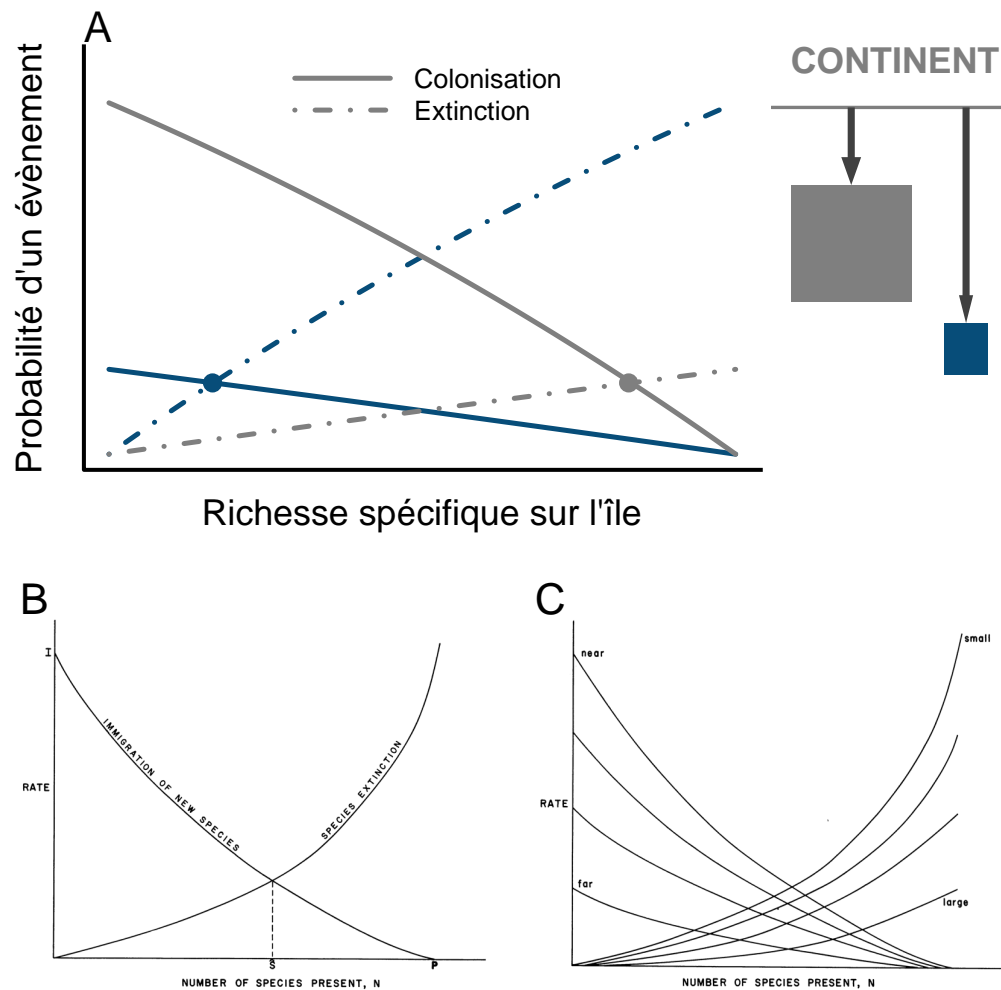 A
CONTINENT
Colonisation
Extinction
Probabilité d'un évènement
Richesse spécifique sur l'île
B
I
IMMIGRATION OF NEW SPECIES
SPECIES EXTINCTION
RATE
Ŝ
P
NUMBER OF SPECIES PRESENT, N
C
near
small
RATE
far
large
NUMBER OF SPECIES PRESENT, N